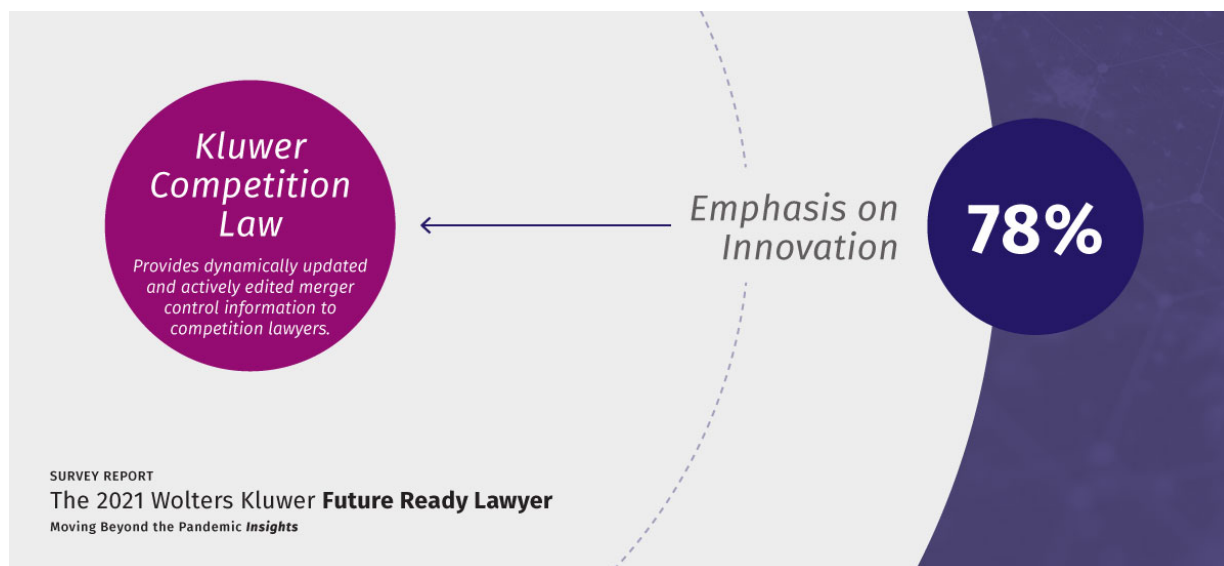 Kluwer
Competition
Law
Provides dynamically updated
and actively edited merger
control information to
competition lawyers.
Emphasis on
Innovation
78%
SURVEY REPORT
The 2021 Wolters Kluwer Future Ready Lawyer
Moving Beyond the Pandemic Insights